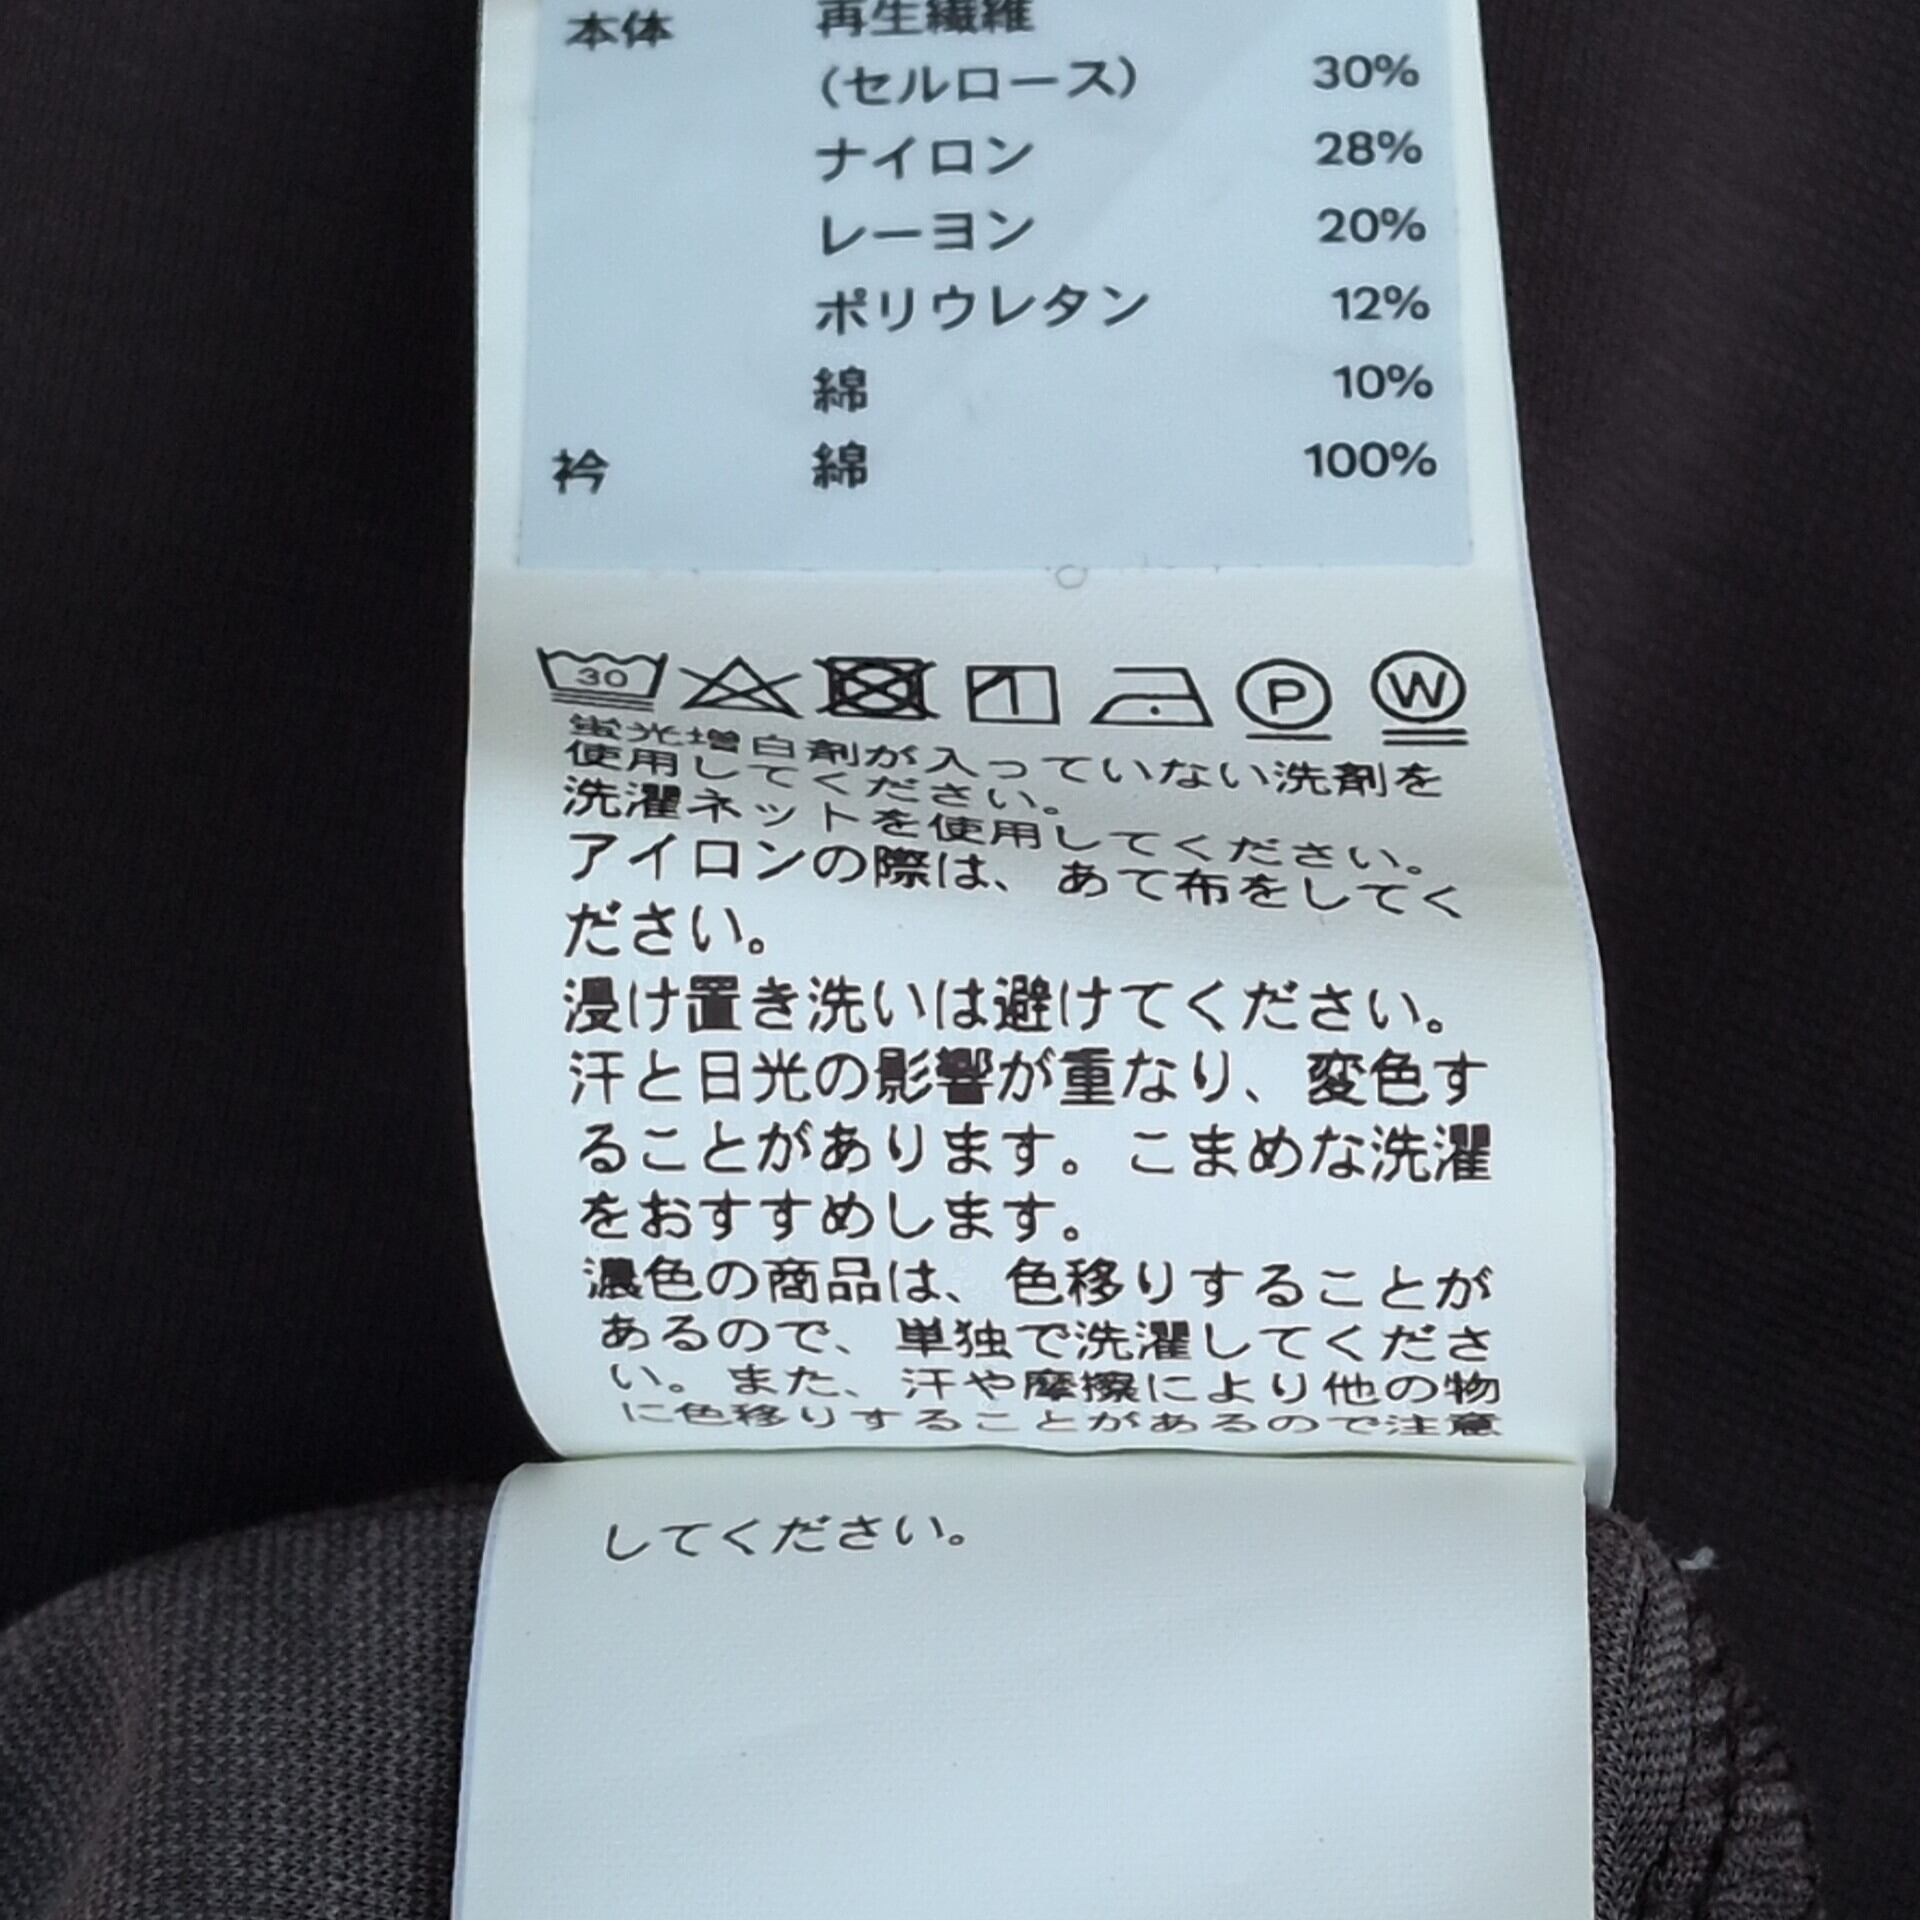 本体 再生繊維
(セルロース) 30%
ナイロン 28%
レーヨン 20%
ポリウレタン 12%
綿 10%
衿 綿 100%
30 P W
蛍光増白剤が入っていない洗剤を
使用してください。
洗濯ネットを使用してください。
アイロンの際は、あて布をしてく
ださい。
浸け置き洗いは避けてください。
汗と日光の影響が重なり、変色す
ることがあります。こまめな洗濯
をおすすめします。
濃色の商品は、色移りすることが
あるので、単独で洗濯してくださ
い。また、汗や摩擦により他の物
に色移りすることがあるので注意
してください。